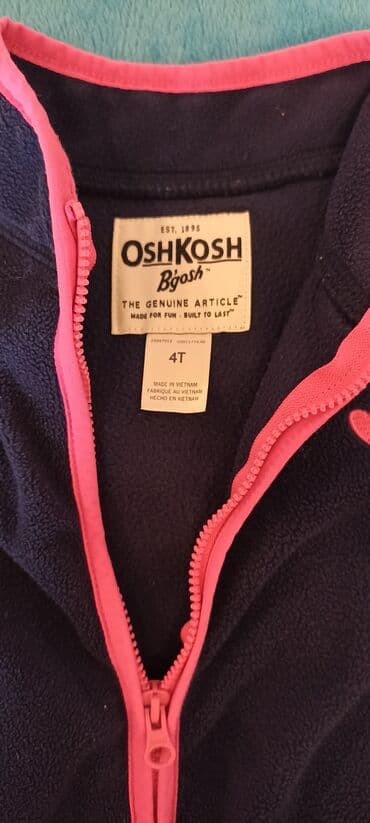 EST. 1895
OSHKOSH
B'gosh™
THE GENUINE ARTICLE™
MADE FOR FUN · BUILT TO LAST™
4T
MADE IN VIETNAM
FABRIQUÉ AU VIETNAM
HECHO EN VIETNAM